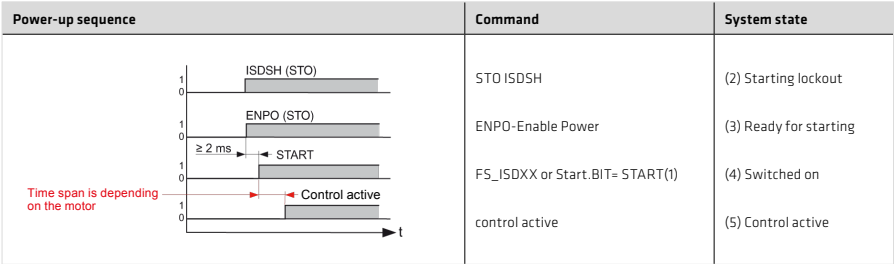 Power-up sequence
Command
System state
ISDSH (STO)
1
0
STO ISDSH
(2) Starting lockout
ENPO (STO)
1
0
ENPO-Enable Power
(3) Ready for starting
≥ 2 ms
START
1
0
FS_ISDXX or Start.BIT= START(1)
(4) Switched on
Time span is depending
on the motor
Control active
1
0
control active
(5) Control active
t